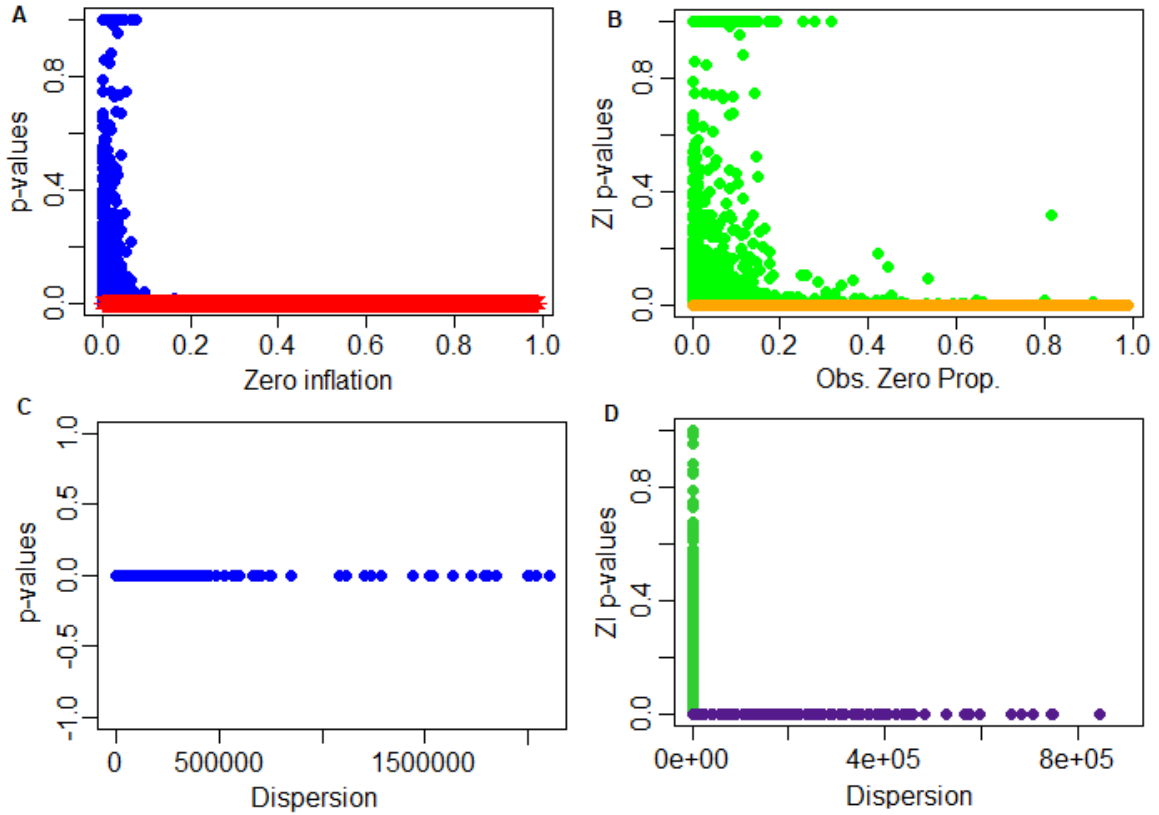 A
p-values
0.0 0.4 0.8
0.0 0.2 0.4 0.6 0.8 1.0
Zero inflation
B
ZI p-values
0.0 0.4 0.8
0.0 0.2 0.4 0.6 0.8 1.0
Obs. Zero Prop.
C
p-values
-1.0 -0.5 0.0 0.5 1.0
0 500000 1500000
Dispersion
D
ZI p-values
0.0 0.4 0.8
0e+00 4e+05 8e+05
Dispersion